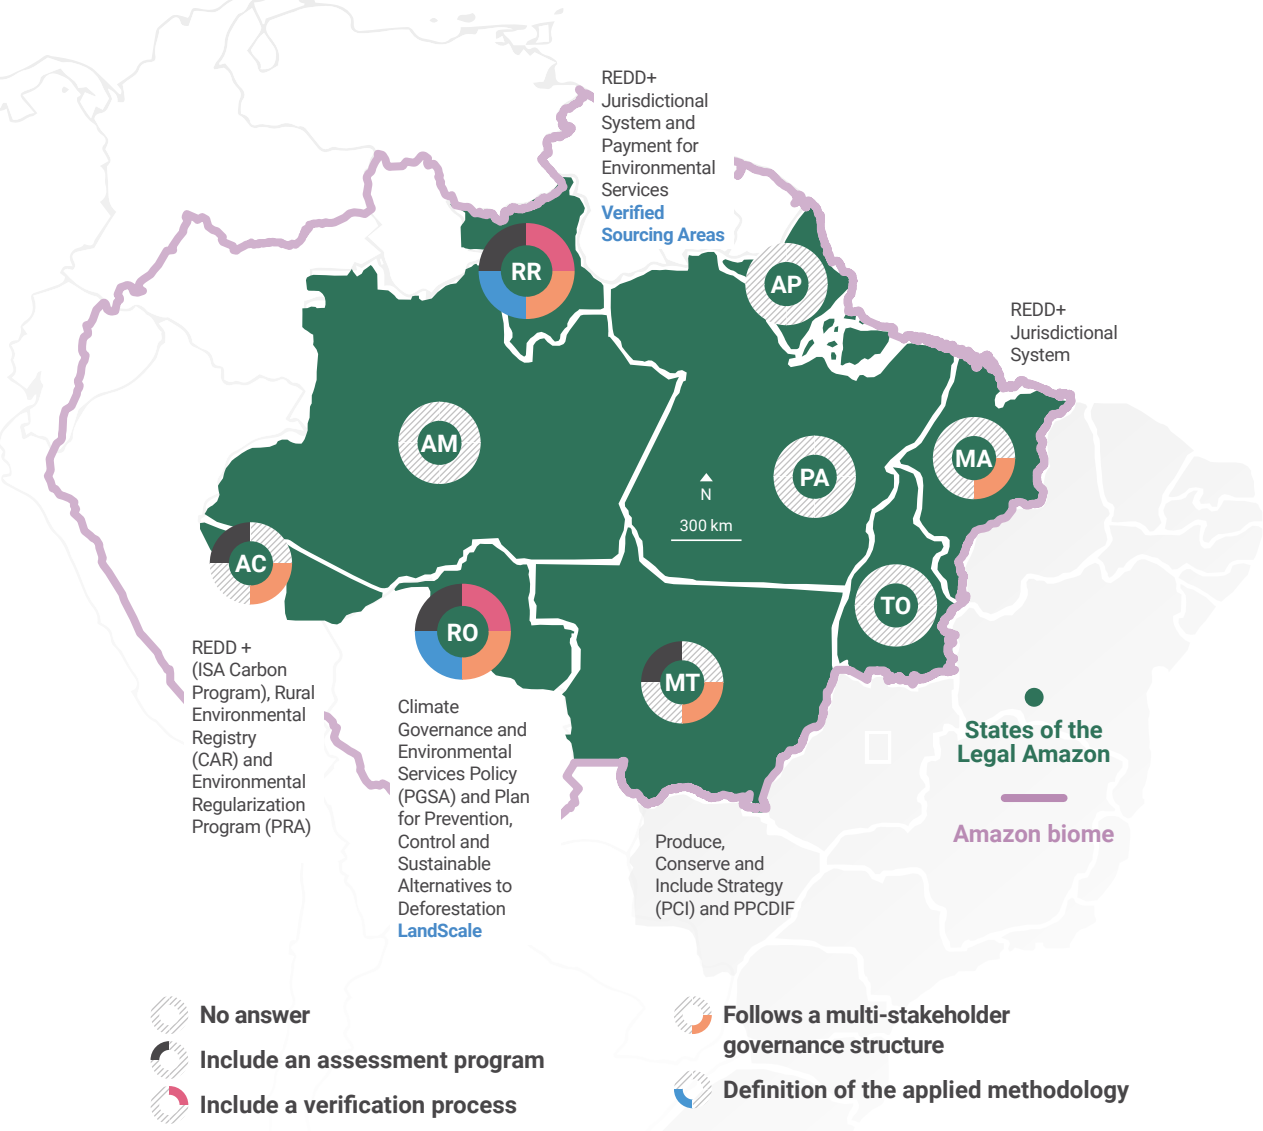 REDD+
Jurisdictional
System and
Payment for
Environmental
Services
Verified
Sourcing Areas
RR
AP
REDD+
Jurisdictional
System
AM
PA
MA
N
300 km
AC
TO
RO
MT
REDD +
(ISA Carbon
Program), Rural
Environmental
Registry
(CAR) and
Environmental
Regularization
Program (PRA)
Climate
Governance and
Environmental
Services Policy
(PGSA) and Plan
for Prevention,
Control and
Sustainable
Alternatives to
Deforestation
LandScale
Produce,
Conserve and
Include Strategy
(PCI) and PPCDIF
States of the
Legal Amazon
Amazon biome
No answer
Include an assessment program
Include a verification process
Follows a multi-stakeholder
governance structure
Definition of the applied methodology